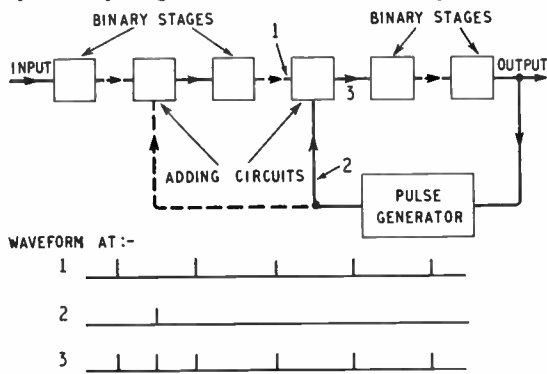 BINARY STAGES
BINARY STAGES
1
INPUT
OUTPUT
3
ADDING CIRCUITS
2
PULSE
GENERATOR
WAVEFORM AT:-
1
2
3